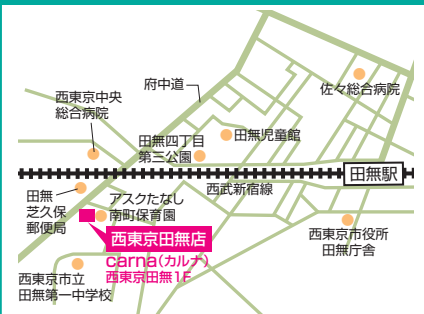 府中道
佐々総合病院
西東京中央
総合病院
田無四丁目
第三公園
田無児童館
田無駅
西武新宿線
田無
芝久保
郵便局
アスクたなし
南町保育園
西東京田無店
carna(カルナ)
西東京田無1F
西東京市役所
田無庁舎
西東京市立
田無第一中学校